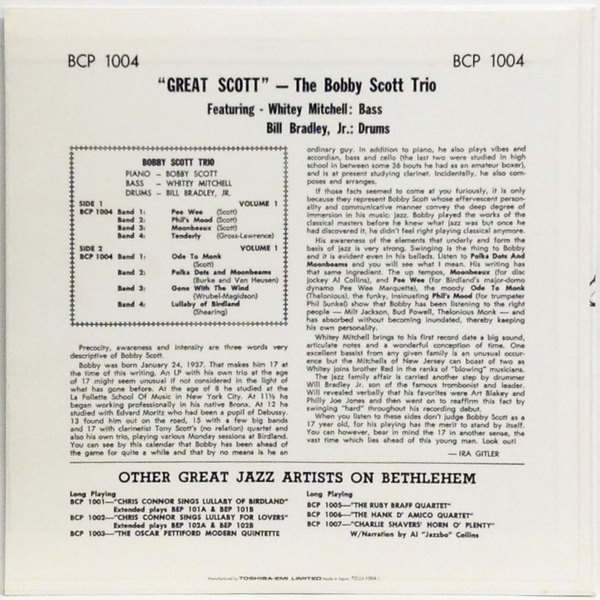 BCP 1004
BCP 1004
"GREAT SCOTT" — The Bobby Scott Trio
Featuring - Whitey Mitchell: Bass
Bill Bradley, Jr.: Drums
BOBBY SCOTT TRIO
PIANO – BOBBY SCOTT
BASS – WHITEY MITCHELL
DRUMS – BILL BRADLEY, JR.
SIDE 1 VOLUME 1
BCP 1004 Band 1: Pee Wee (Scott)
Band 2: Phil's Mood (Scott)
Band 3: Moonbeaux (Scott)
Band 4: Tenderly (Gross-Lawrence)
SIDE 2 VOLUME 1
BCP 1004 Band 1: Ode To Monk
(Scott)
Band 2: Polka Dots and Moonbeams
(Burke and Van Heusen)
Band 3: Gone With The Wind
(Wrubel-Magidson)
Band 4: Lullaby of Birdland
(Shearing)
Precocity, awareness and intensity are three words very
descriptive of Bobby Scott.
Bobby was born January 24, 1937. That makes him 17 at
the time of this writing. An LP with his own trio at the age
of 17 might seem unusual if not considered in the light of
what has gone before. At the age of 8 he studied at the
La Follette School Of Music in New York City. At 11½ he
began working professionally in his native Bronx. At 12 he
studied with Edvard Moritz who had been a pupil of Debussy.
13 found him out on the road, 15 with a few big bands
and 17 with clarinetist Tony Scott's (no relation) quartet and
also his own trio, playing various Monday sessions at Birdland.
You can see by this calendar that Bobby has been ahead of
the game for quite a while and that by no means is he an
ordinary guy. In addition to piano, he also plays vibes and
accordian, bass and cello (the last two were studied in high
school in between some 36 bouts he had as an amateur boxer),
and is at present studying clarinet. Incidentally, he also com-
poses and arranges.
If those facts seemed to come at you furiously, it is only
because they represent Bobby Scott whose effervescent person-
ality and communicative manner convey the deep degree of
immersion in his music: jazz. Bobby played the works of the
classical masters before he knew what jazz was but once he
had discovered it, he didn't feel right playing classical anymore.
His awareness of the elements that underly and form the
basis of jazz is very strong. Swinging is the thing to Bobby
and it is evident even in his ballads. Listen to Polka Dots And
Moonbeams and you will see what I mean. His writing has
that same ingredient. The up tempos, Moonbeaux (for disc
jockey Al Collins), and Pee Wee (for Birdland's major-domo
dynamo Pee Wee Marquette), the moody Ode To Monk
(Thelonious), the funky, insinuating Phil's Mood (for trumpeter
Phil Sunkel) show that Bobby has been listening to the right
people — Milt Jackson, Bud Powell, Thelonious Monk — and
has absorbed without becoming inundated, thereby keeping
his own personality.
Whitey Mitchell brings to his first record date a big sound,
articulate notes and a wonderful conception of time. One
excellent bassist from any given family is an unusual occur-
ence but the Mitchells of New Jersey can boast of two as
Whitey joins brother Red in the ranks of "blowing" musicians.
The jazz family affair is carried another step by drummer
Will Bradley Jr. son of the famous trombonist and leader.
Will revealed verbally that his favorites were Art Blakey and
Philly Joe Jones and then went on to reaffirm this fact by
swinging "hard" throughout his recording debut.
When you listen to these sides don't judge Bobby Scott as a
17 year old, for his playing has the merit to stand by itself.
You can however, bear in mind the 17 in another sense, the
vast time which lies ahead of this young man. Look out!
— IRA GITLER
OTHER GREAT JAZZ ARTISTS ON BETHLEHEM
Long Playing
BCP 1001—"CHRIS CONNOR SINGS LULLABY OF BIRDLAND"
Extended plays BEP 101A & BEP 101B
BCP 1002—"CHRIS CONNOR SINGS LULLABY FOR LOVERS"
Extended plays BEP 102A & BEP 102B
BCP 1003—"THE OSCAR PETTIFORD MODERN QUINTETTE
Long Playing
BCP 1005—"THE RUBY BRAFF QUARTET"
BCP 1006—"THE HANK D' AMICO QUARTET"
BCP 1007—"CHARLIE SHAVERS' HORN O' PLENTY"
W/Narration by Al "Jazzbo" Collins
Manufactured by TOSHIBA-EMI LIMITED Made in Japan